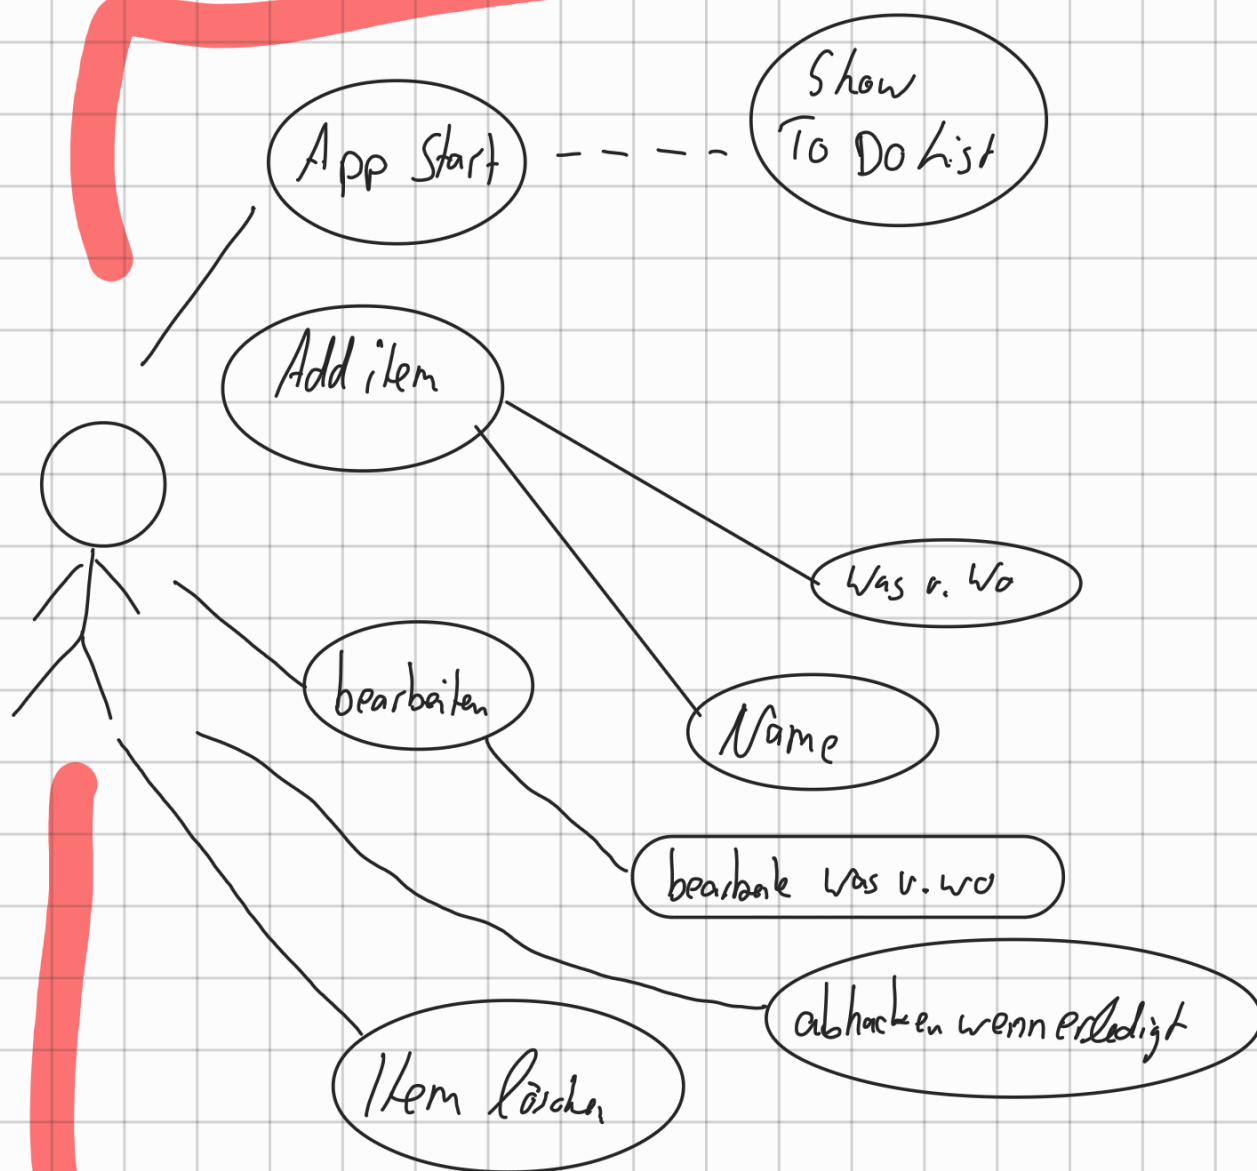 Show
To Do List
App Start
Add item
Was u. Wo
bearbeiten
Name
bearbeite was u. wo
abhacken wenn erledigt
Item löschen